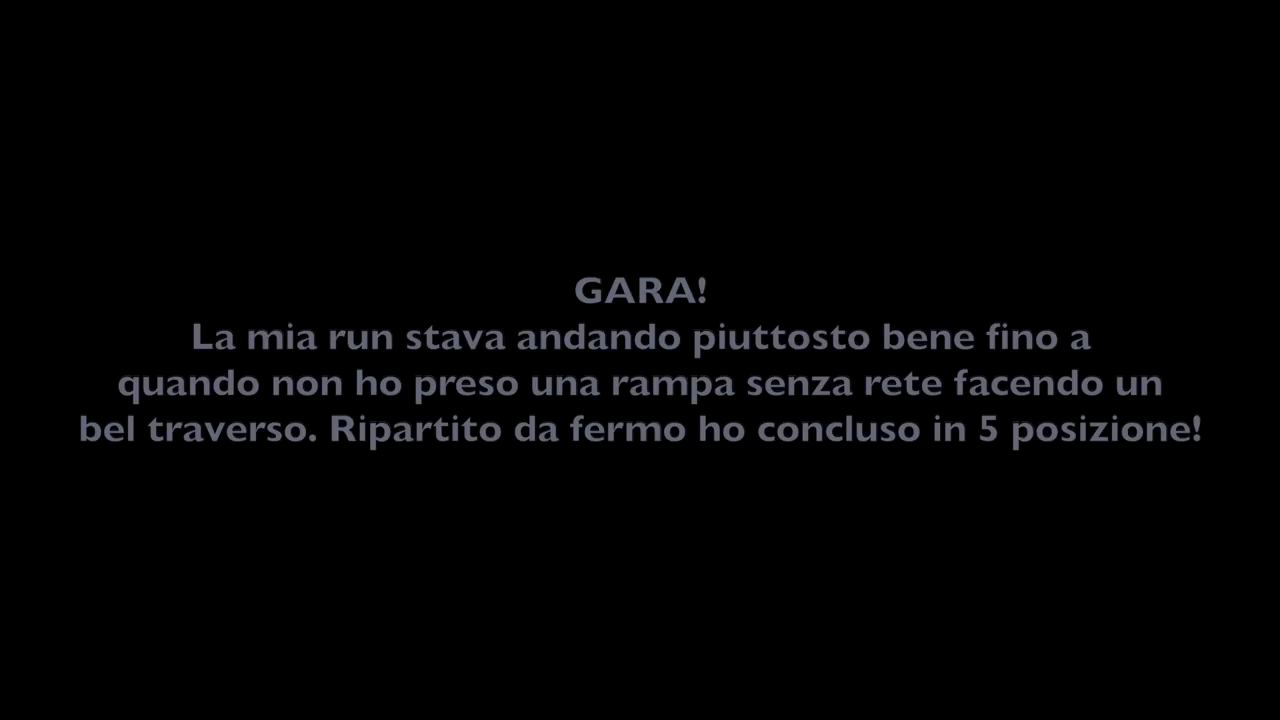 GARA!
La mia run stava andando piuttosto bene fino a
quando non ho preso una rampa senza rete facendo un
bel traverso. Ripartito da fermo ho concluso in 5 posizione!